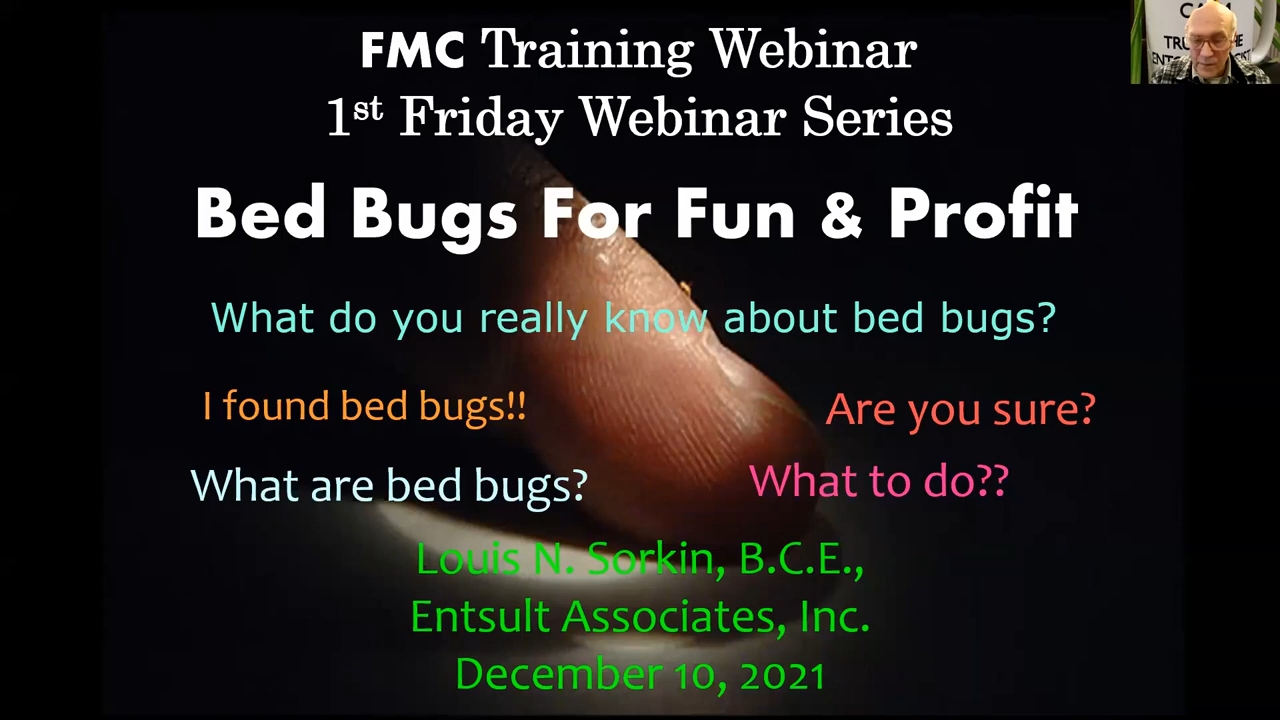 FMC Training Webinar
1st Friday Webinar Series
Bed Bugs For Fun & Profit
What do you really know about bed bugs?
I found bed bugs!!
Are you sure?
What are bed bugs?
What to do??
Louis N. Sorkin, B.C.E.,
Entsult Associates, Inc.
December 10, 2021